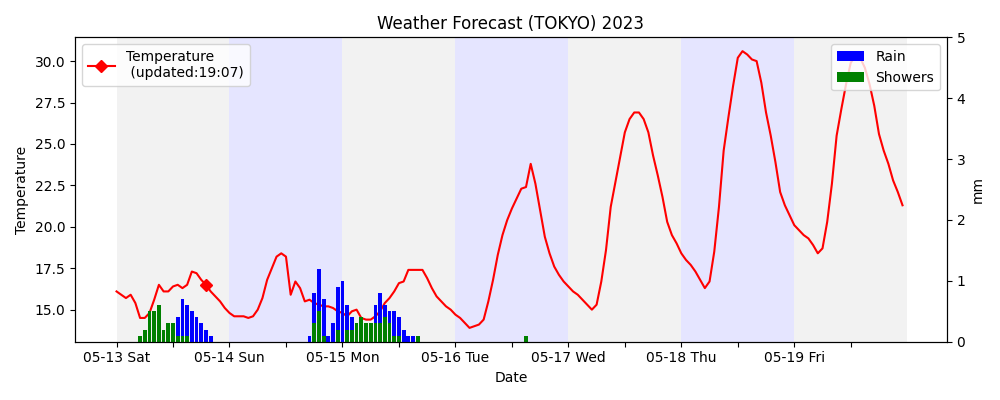 Weather Forecast (TOKYO) 2023
Temperature
(updated:19:07)
Rain
Showers
30.0
27.5
25.0
22.5
20.0
17.5
15.0
Temperature
5
4
3
2
1
0
mm
05-13 Sat
05-14 Sun
05-15 Mon
05-16 Tue
05-17 Wed
05-18 Thu
05-19 Fri
Date